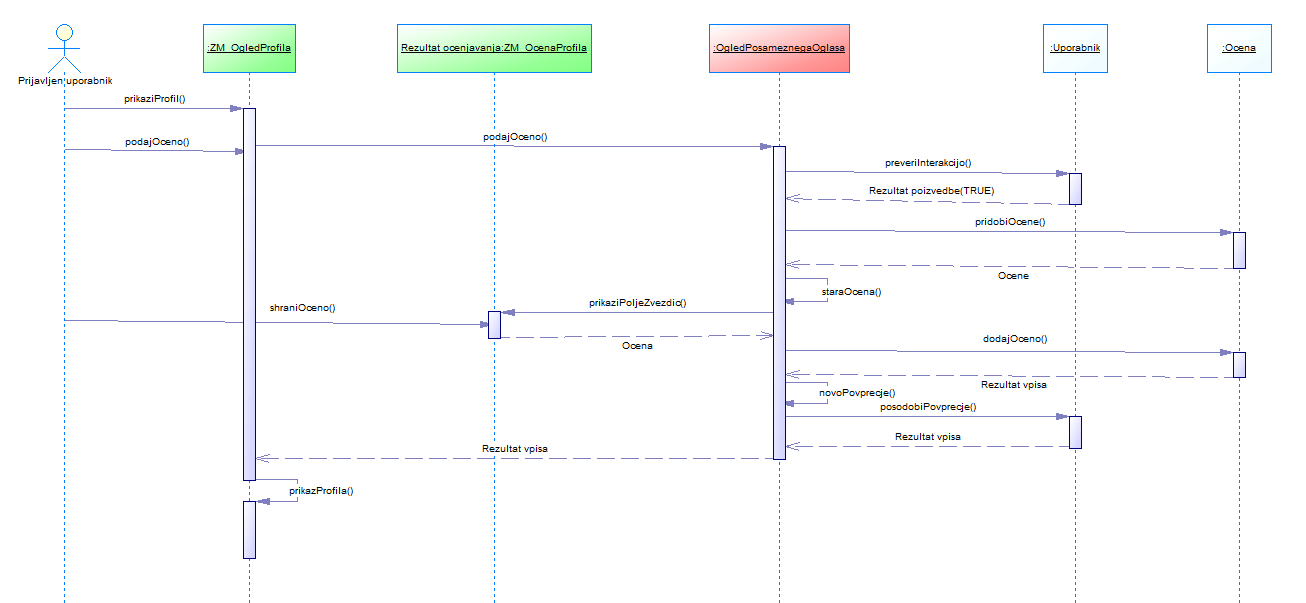 :ZM_OgledProfila
Rezultat ocenjavanja:ZM_OcenaProfila
:OgledPosameznegaOglasa
:Uporabnik
:Ocena
Prijavljen uporabnik
prikaziProfil()
podajOceno()
podajOceno()
preveriInterakcijo()
Rezultat poizvedbe(TRUE)
pridobiOcene()
Ocene
staraOcena()
prikaziPoljeZvezdic()
shraniOceno()
Ocena
dodajOceno()
Rezultat vpisa
novoPovprecje()
posodobiPovprecje()
Rezultat vpisa
Rezultat vpisa
prikazProfila()